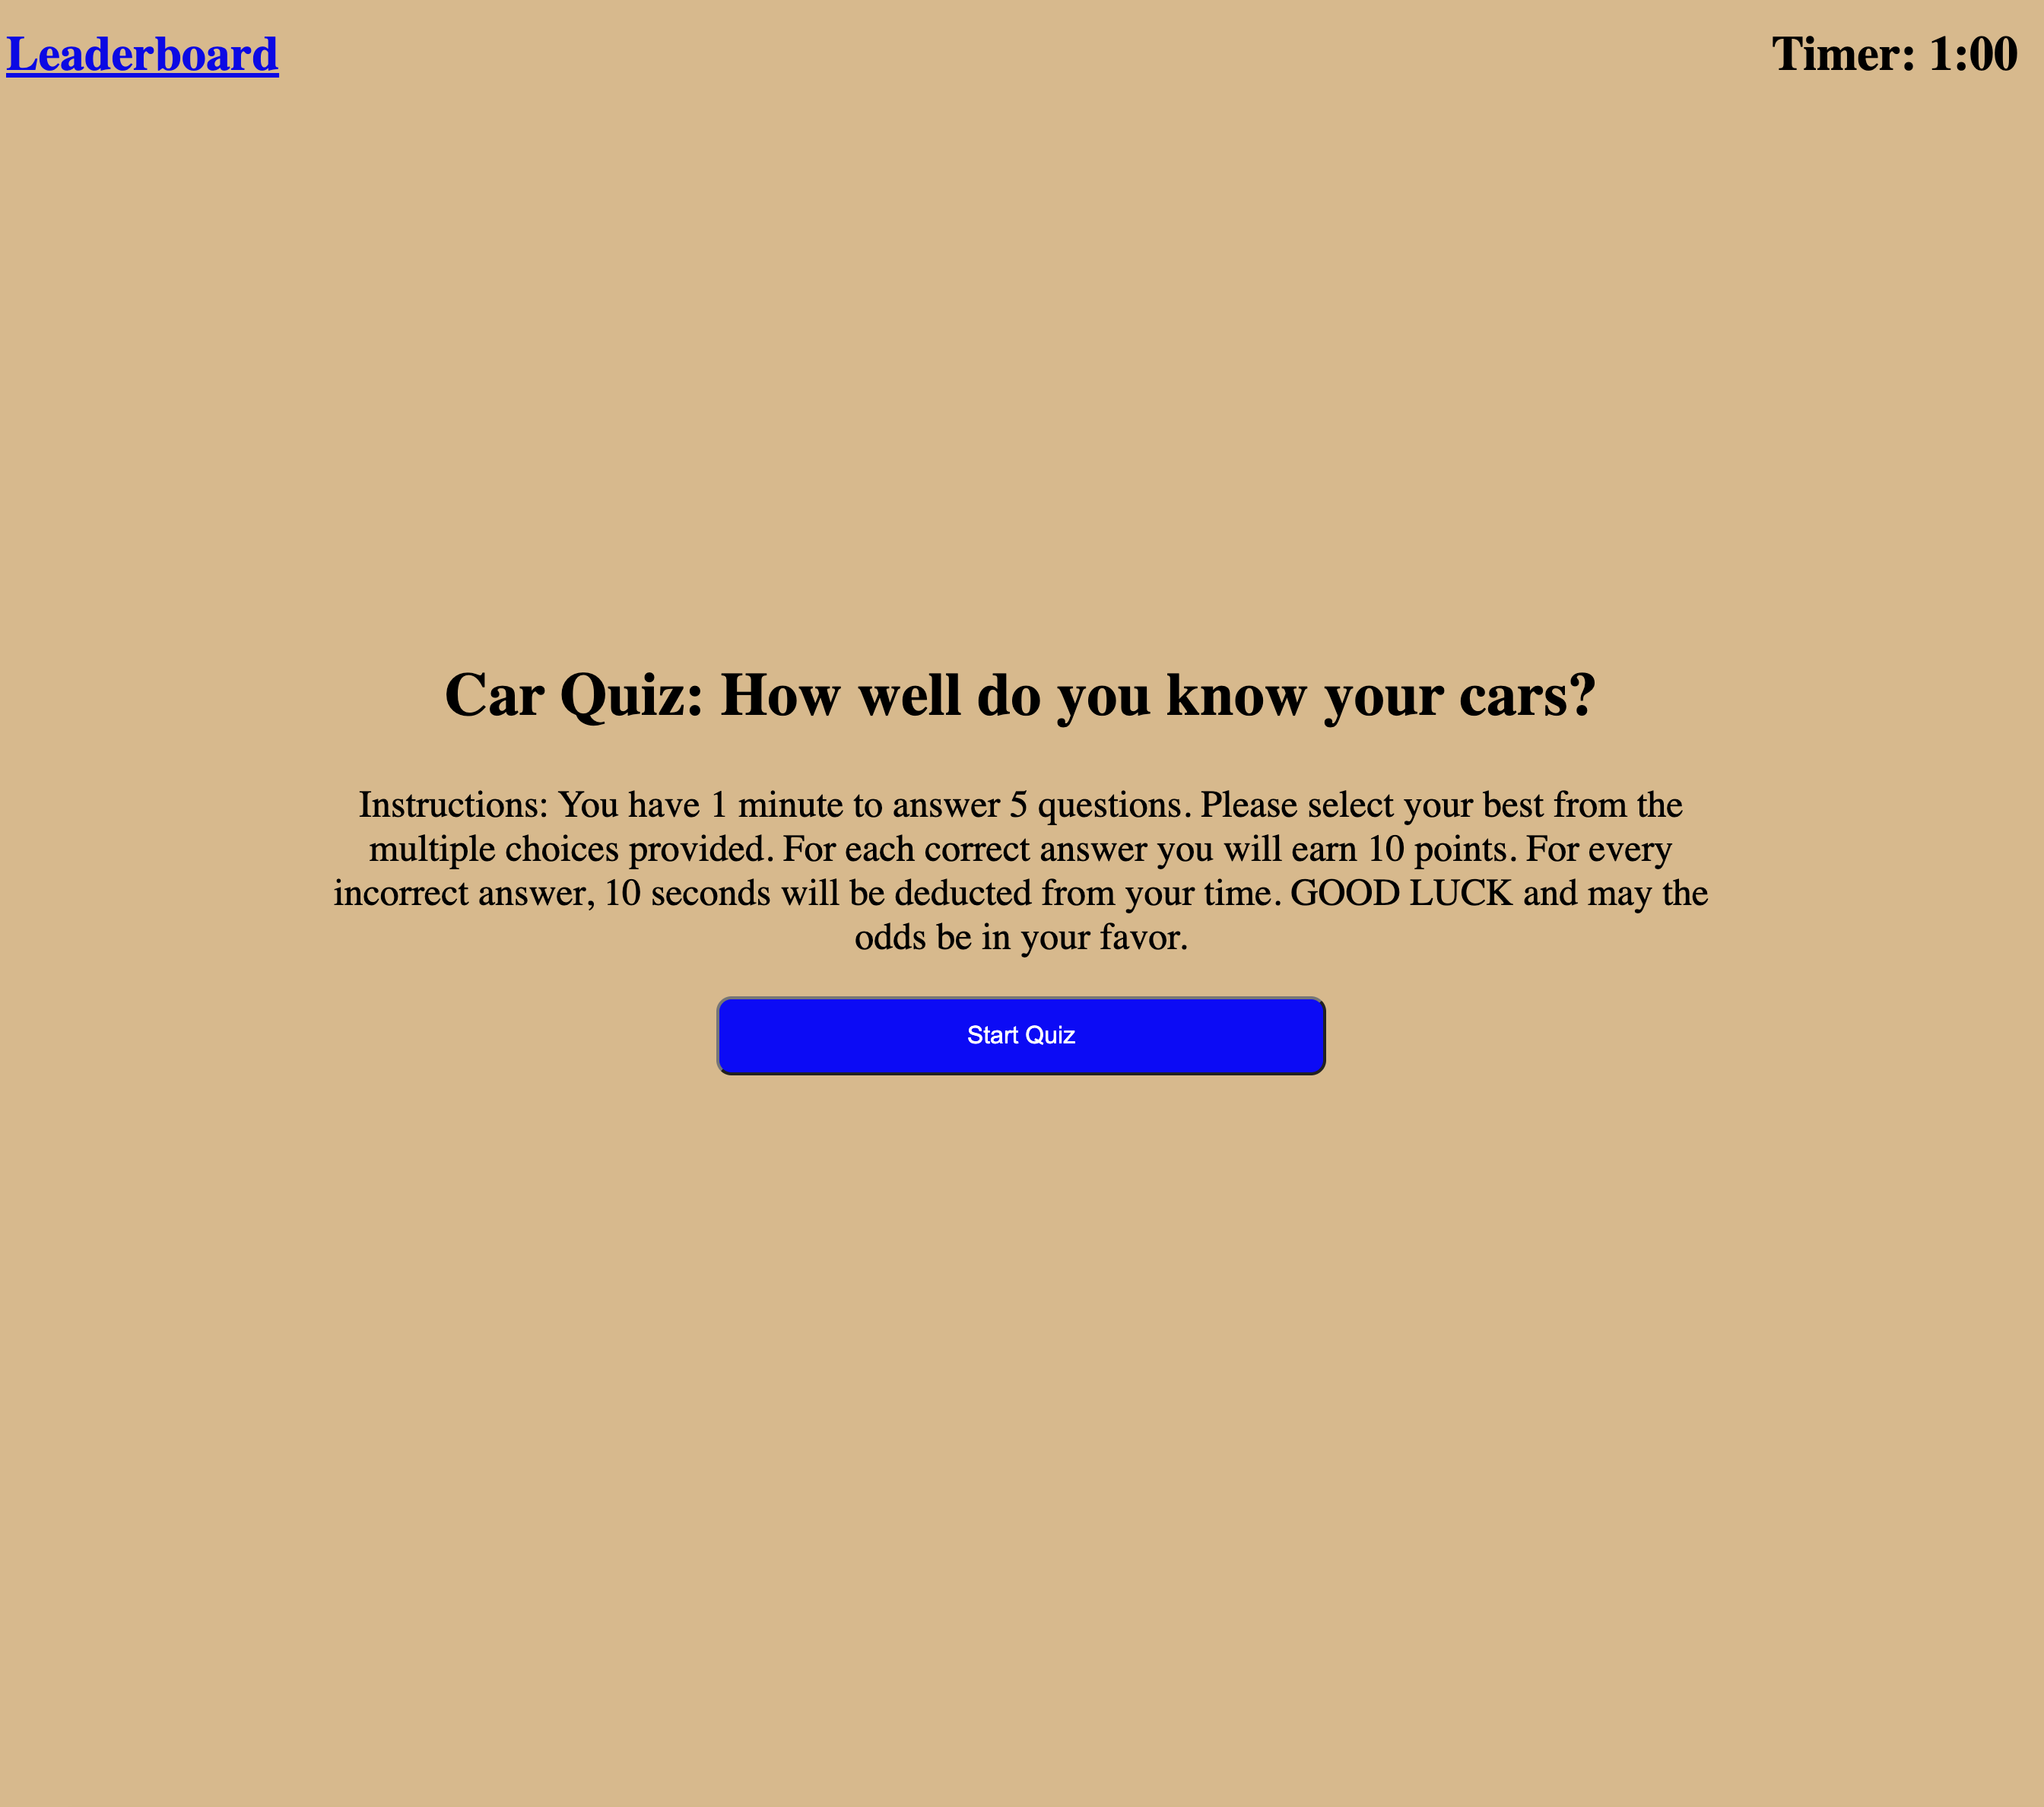 Leaderboard
Timer: 1:00
Car Quiz: How well do you know your cars?
Instructions: You have 1 minute to answer 5 questions. Please select your best from the
multiple choices provided. For each correct answer you will earn 10 points. For every
incorrect answer, 10 seconds will be deducted from your time. GOOD LUCK and may the
odds be in your favor.
Start Quiz